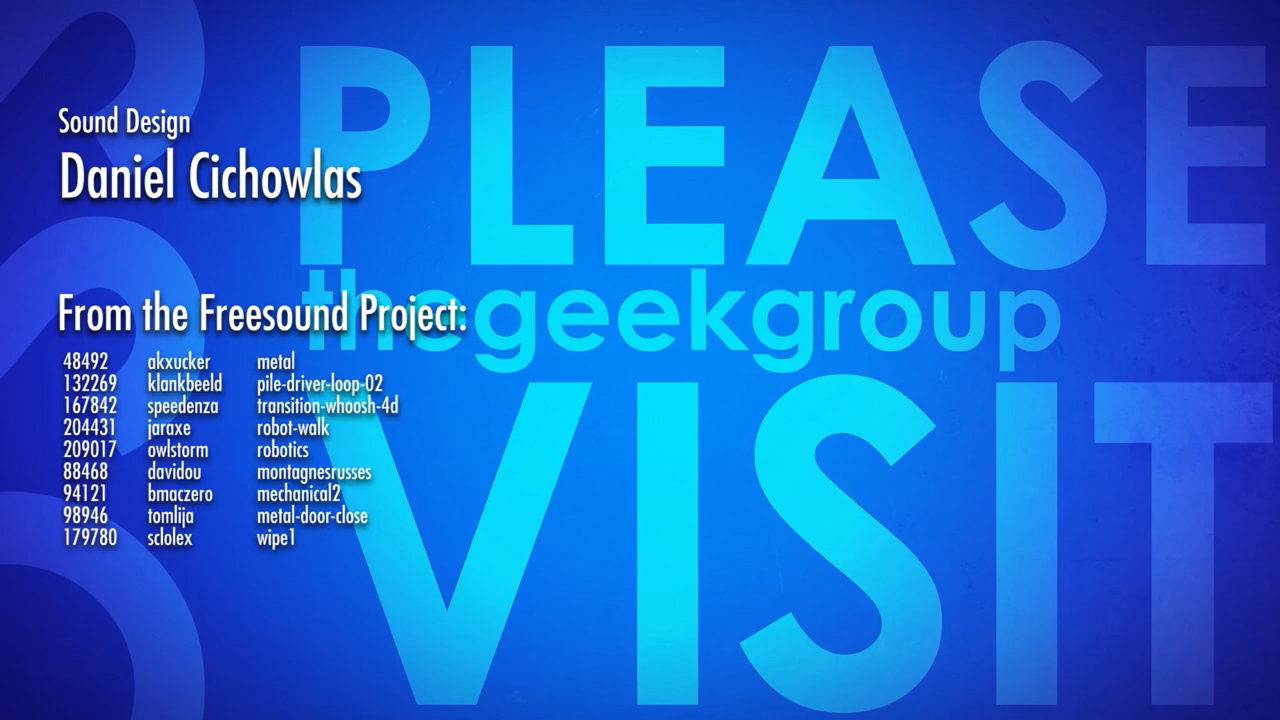 Sound Design
Daniel Cichowlas
From the Freesound Project:
48492 akxucker metal
132269 klankbeeld pile-driver-loop-02
167842 speedenza transition-whoosh-4d
204431 jaraxe robot-walk
209017 owlstorm robotics
88468 davidou montagnesrusses
94121 bmaczero mechanical2
98946 tomlija metal-door-close
179780 sclolex wipe1
PLEASE
thegeekgroup
VISIT